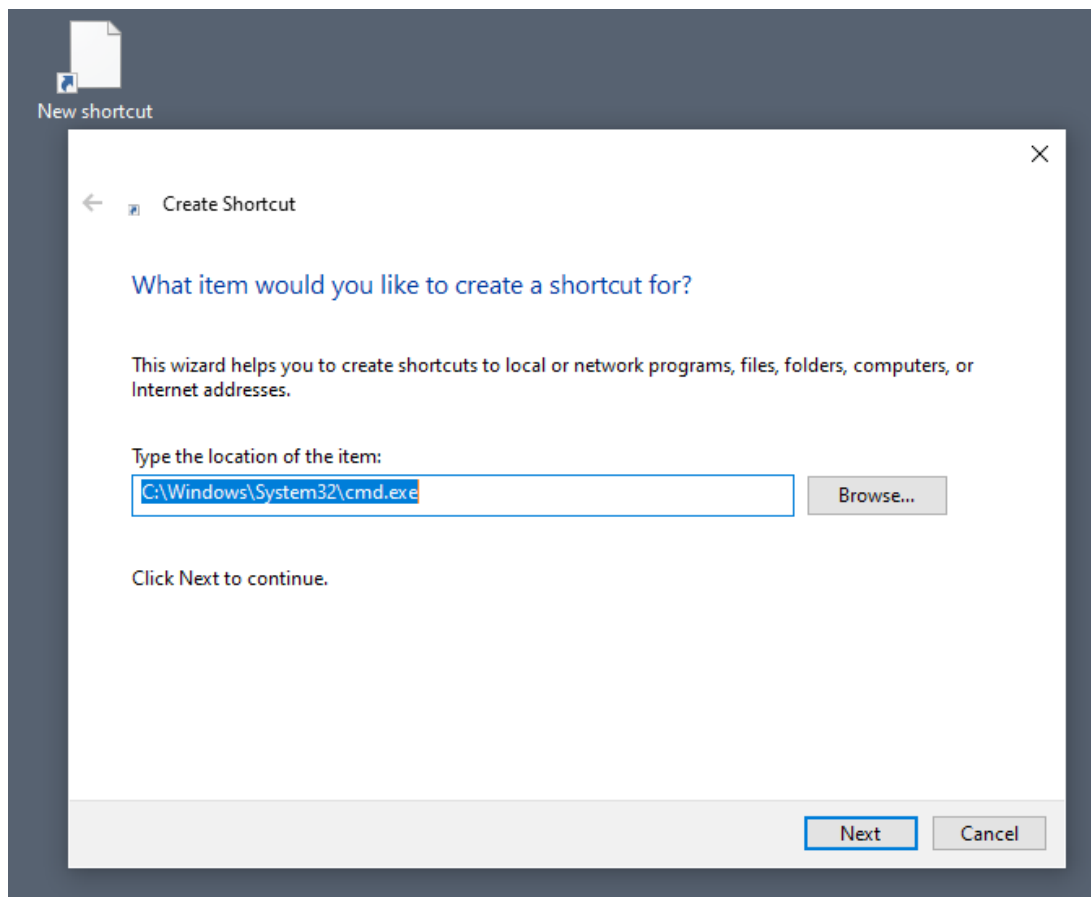 New shortcut
Create Shortcut
What item would you like to create a shortcut for?
This wizard helps you to create shortcuts to local or network programs, files, folders, computers, or
Internet addresses.
Type the location of the item:
C:\Windows\System32\cmd.exe
Browse...
Click Next to continue.
Next
Cancel